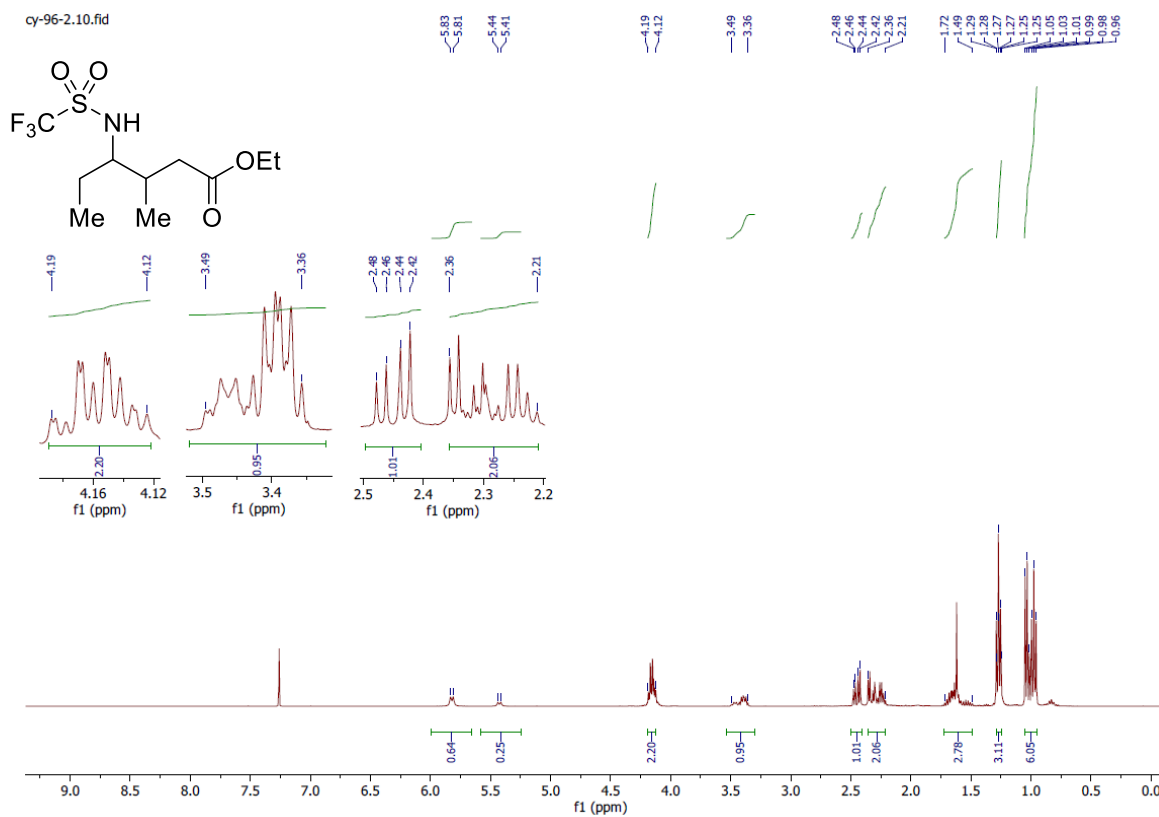 cy-96-2.10.fid
5.83 5.81 5.44 5.41 4.19 4.12 3.49 3.36 2.48 2.46 2.44 2.42 2.36 2.21 1.72 1.49 1.29 1.28 1.27 1.27 1.25 1.25 1.05 1.03 1.01 0.99 0.98 0.96
O O
S
F3C NH
OEt
Me Me O
4.19 4.12 3.49 3.36 2.48 2.46 2.44 2.42 2.36 2.21
2.20 0.95 1.01 2.06
4.16 4.12 3.5 3.4 2.5 2.4 2.3 2.2
f1 (ppm) f1 (ppm) f1 (ppm)
0.64 0.25 2.20 0.95 1.01 2.06 2.78 3.11 6.05
9.0 8.5 8.0 7.5 7.0 6.5 6.0 5.5 5.0 4.5 4.0 3.5 3.0 2.5 2.0 1.5 1.0 0.5 0.0
f1 (ppm)